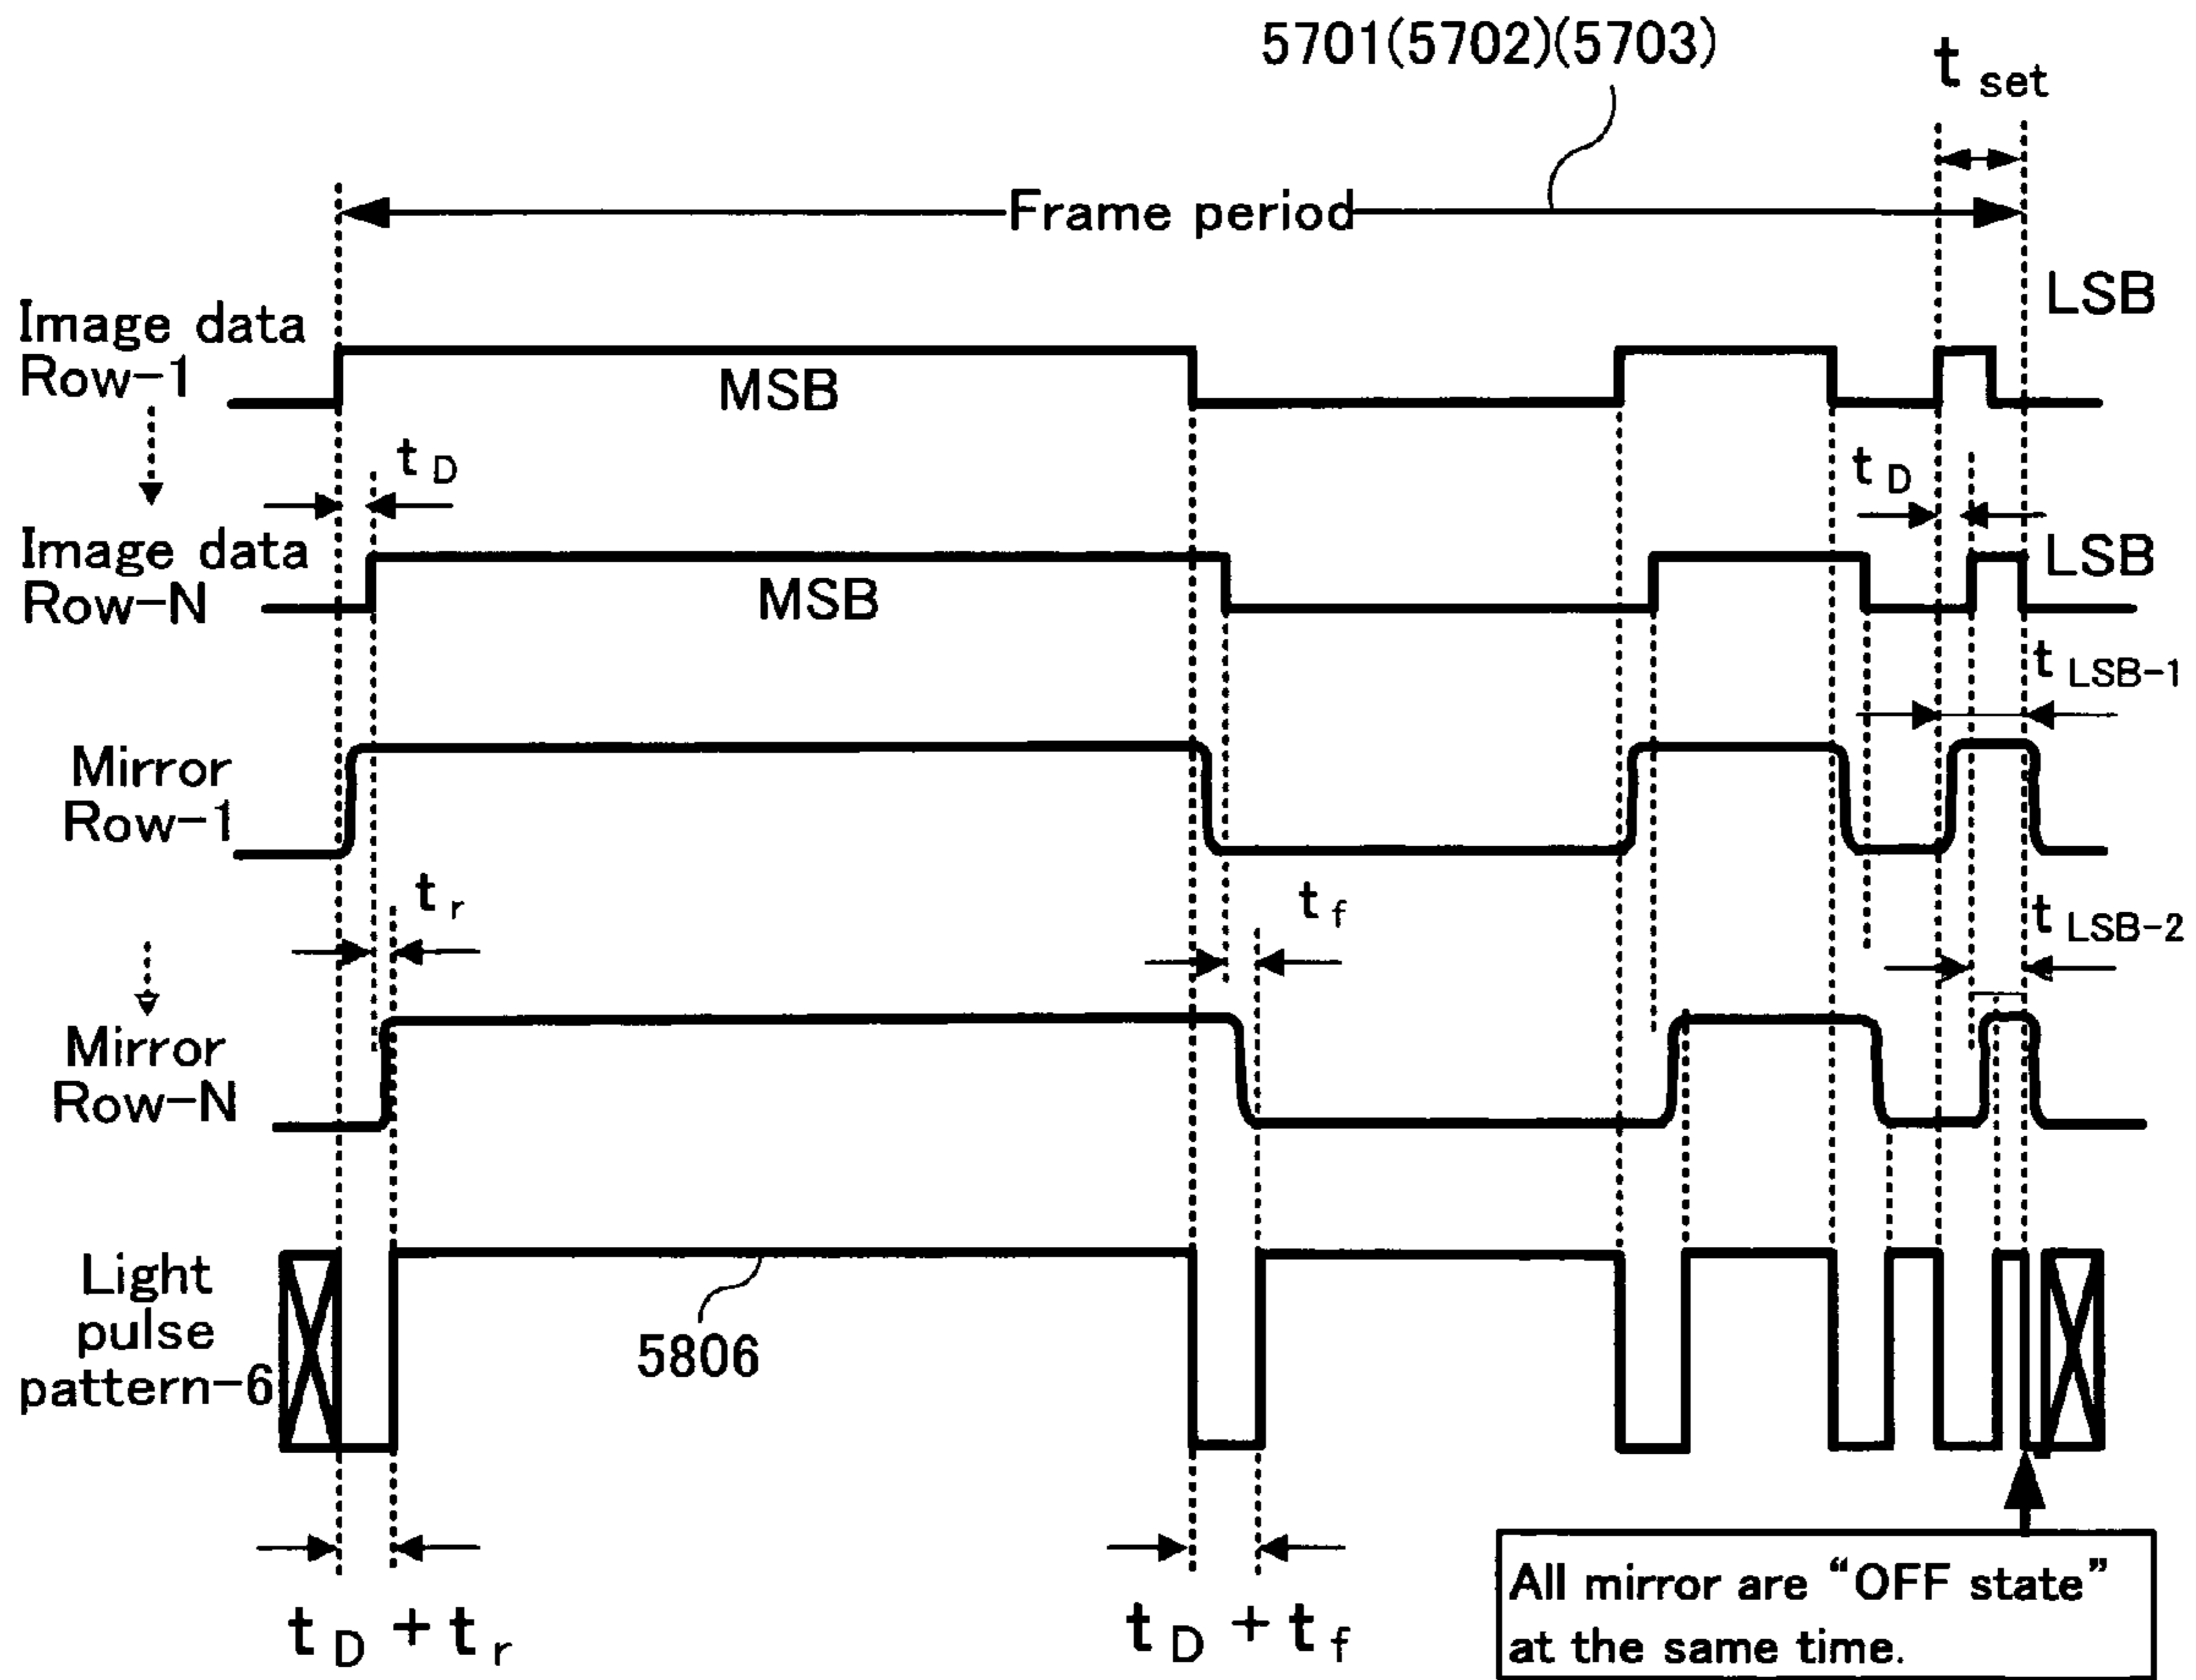 5701(5702)(5703)
t set
Frame period
LSB
Image data
Row-1
MSB
t D
t D
Image data
Row-N
LSB
MSB
t LSB-1
Mirror
Row-1
t r
t f
t LSB-2
Mirror
Row-N
Light
pulse
pattern-6
5806
t D + t r
t D + t f
All mirror are “OFF state”
at the same time.